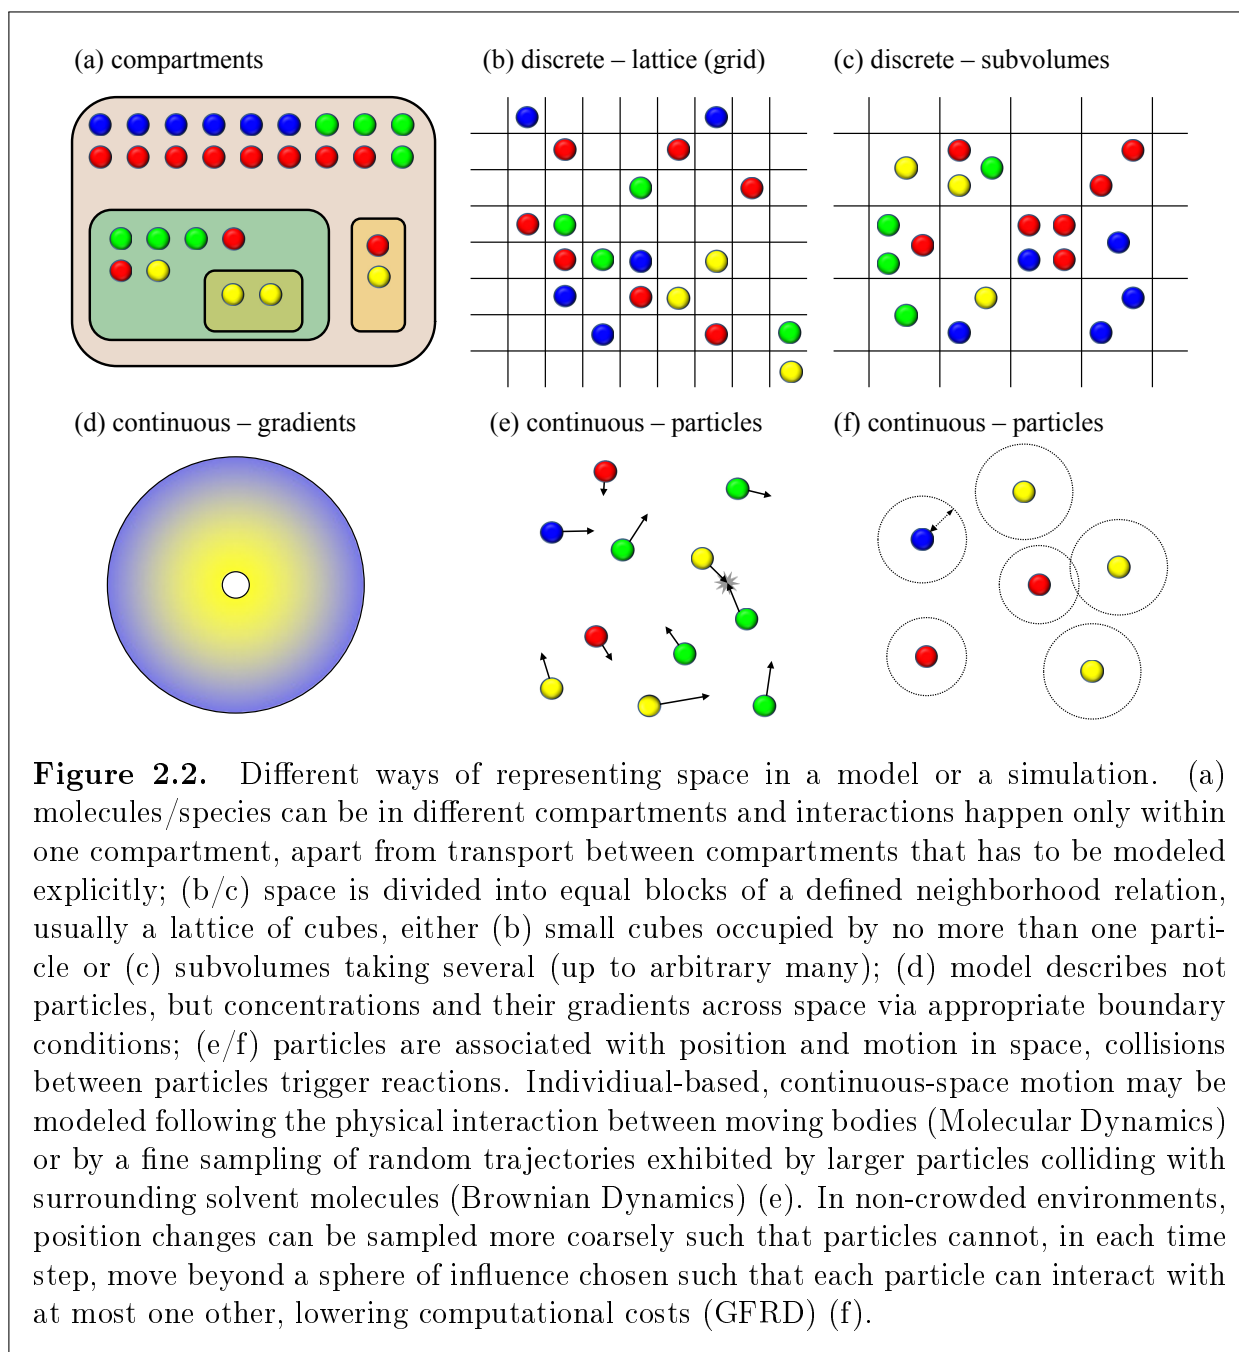 (a) compartments
(b) discrete – lattice (grid)
(c) discrete – subvolumes
(d) continuous – gradients
(e) continuous – particles
(f) continuous – particles
Figure 2.2. Different ways of representing space in a model or a simulation. (a)
molecules/species can be in different compartments and interactions happen only within
one compartment, apart from transport between compartments that has to be modeled
explicitly; (b/c) space is divided into equal blocks of a defined neighborhood relation,
usually a lattice of cubes, either (b) small cubes occupied by no more than one parti-
cle or (c) subvolumes taking several (up to arbitrary many); (d) model describes not
particles, but concentrations and their gradients across space via appropriate boundary
conditions; (e/f) particles are associated with position and motion in space, collisions
between particles trigger reactions. Individiual-based, continuous-space motion may be
modeled following the physical interaction between moving bodies (Molecular Dynamics)
or by a fine sampling of random trajectories exhibited by larger particles colliding with
surrounding solvent molecules (Brownian Dynamics) (e). In non-crowded environments,
position changes can be sampled more coarsely such that particles cannot, in each time
step, move beyond a sphere of influence chosen such that each particle can interact with
at most one other, lowering computational costs (GFRD) (f).